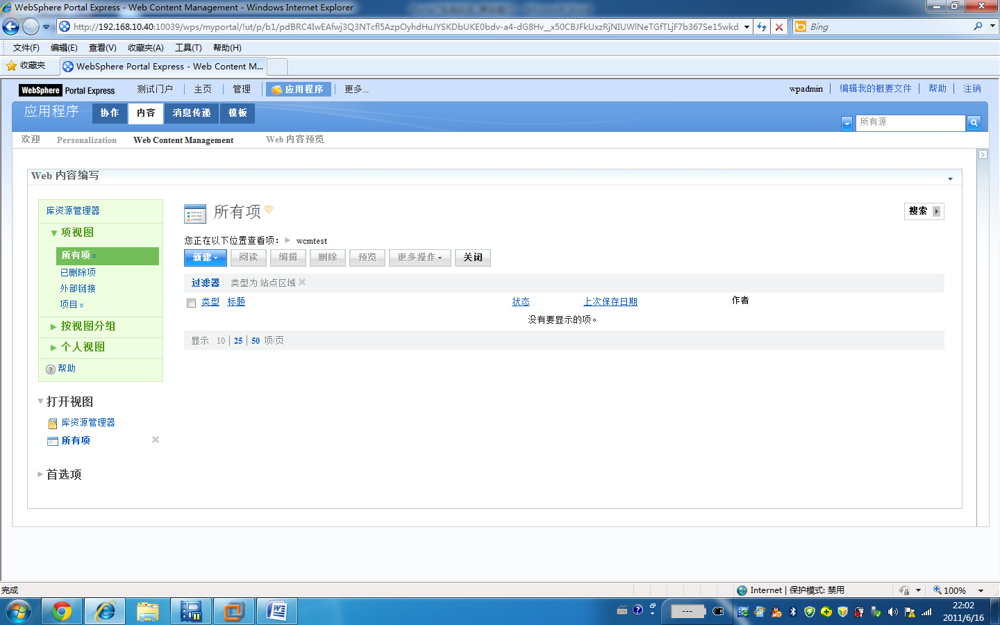 WebSphere Portal Express - Web Content Management - Windows Internet Explorer
http://192.168.10.40:10039/wps/myportal/!ut/p/b1/pdBRC4IwEAfwj3Q3NTcfl5AzpOyhdHuJYSKDbUKE0bdv-a4-dG8Hv__x50CBJFkUxzRjNIUWlNeTGfTLjF7b367Se15wkd
Bing
文件(F) 编辑(E) 查看(V) 收藏夹(A) 工具(T) 帮助(H)
收藏夹 WebSphere Portal Express - Web Content M...
WebSphere Portal Express 测试门户 主页 管理 应用程序 更多... wpadmin 编辑我的概要文件 帮助 注销
应用程序 协作 内容 消息传递 模板
所有源
欢迎 Personalization Web Content Management Web 内容预览
Web 内容编写
库资源管理器
项视图
所有项
已删除项
外部链接
项目
按视图分组
个人视图
帮助
打开视图
库资源管理器
所有项
首选项
所有项
搜索
您正在以下位置查看项： wcmtest
新建 阅读 编辑 删除 预览 更多操作 关闭
过滤器 类型为 站点区域
类型 标题 状态 上次保存日期 作者
没有要显示的项。
显示 10 25 50 项/页
完成
Internet | 保护模式: 禁用
100%
---
22:02
2011/6/16